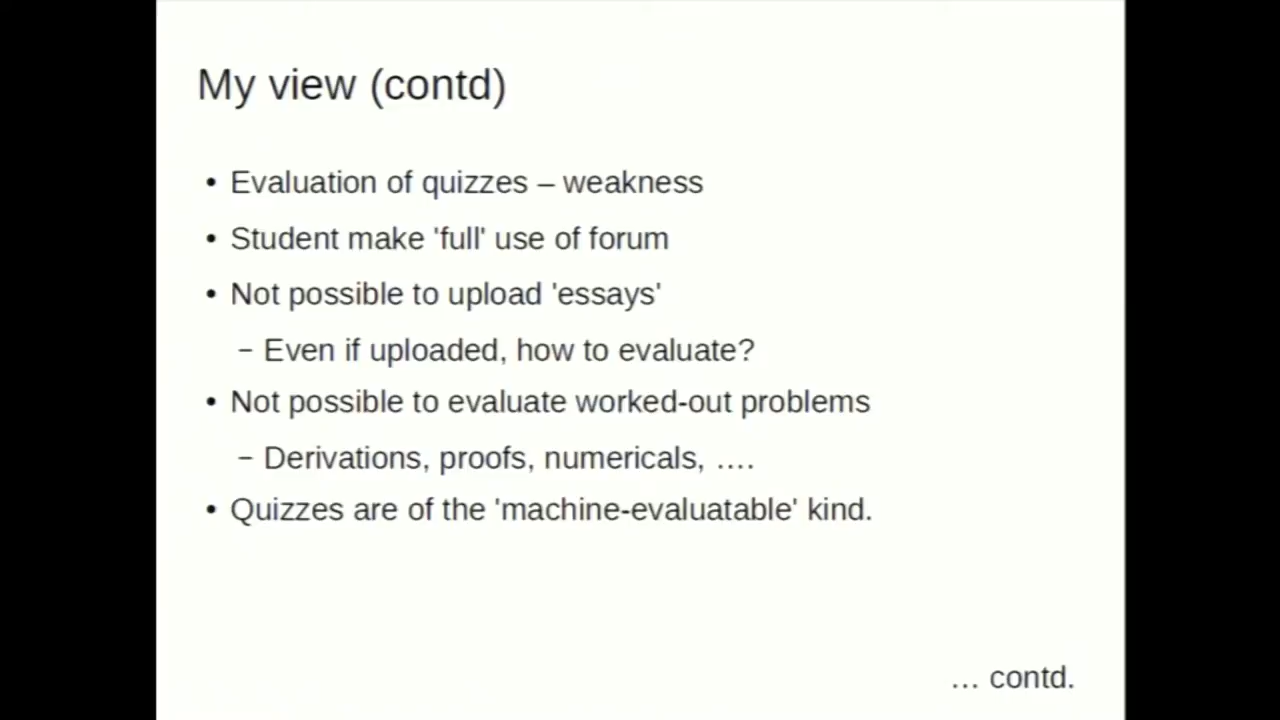 My view (contd)
• Evaluation of quizzes – weakness
• Student make 'full' use of forum
• Not possible to upload 'essays'
– Even if uploaded, how to evaluate?
• Not possible to evaluate worked-out problems
– Derivations, proofs, numericals, ….
• Quizzes are of the 'machine-evaluatable' kind.
… contd.